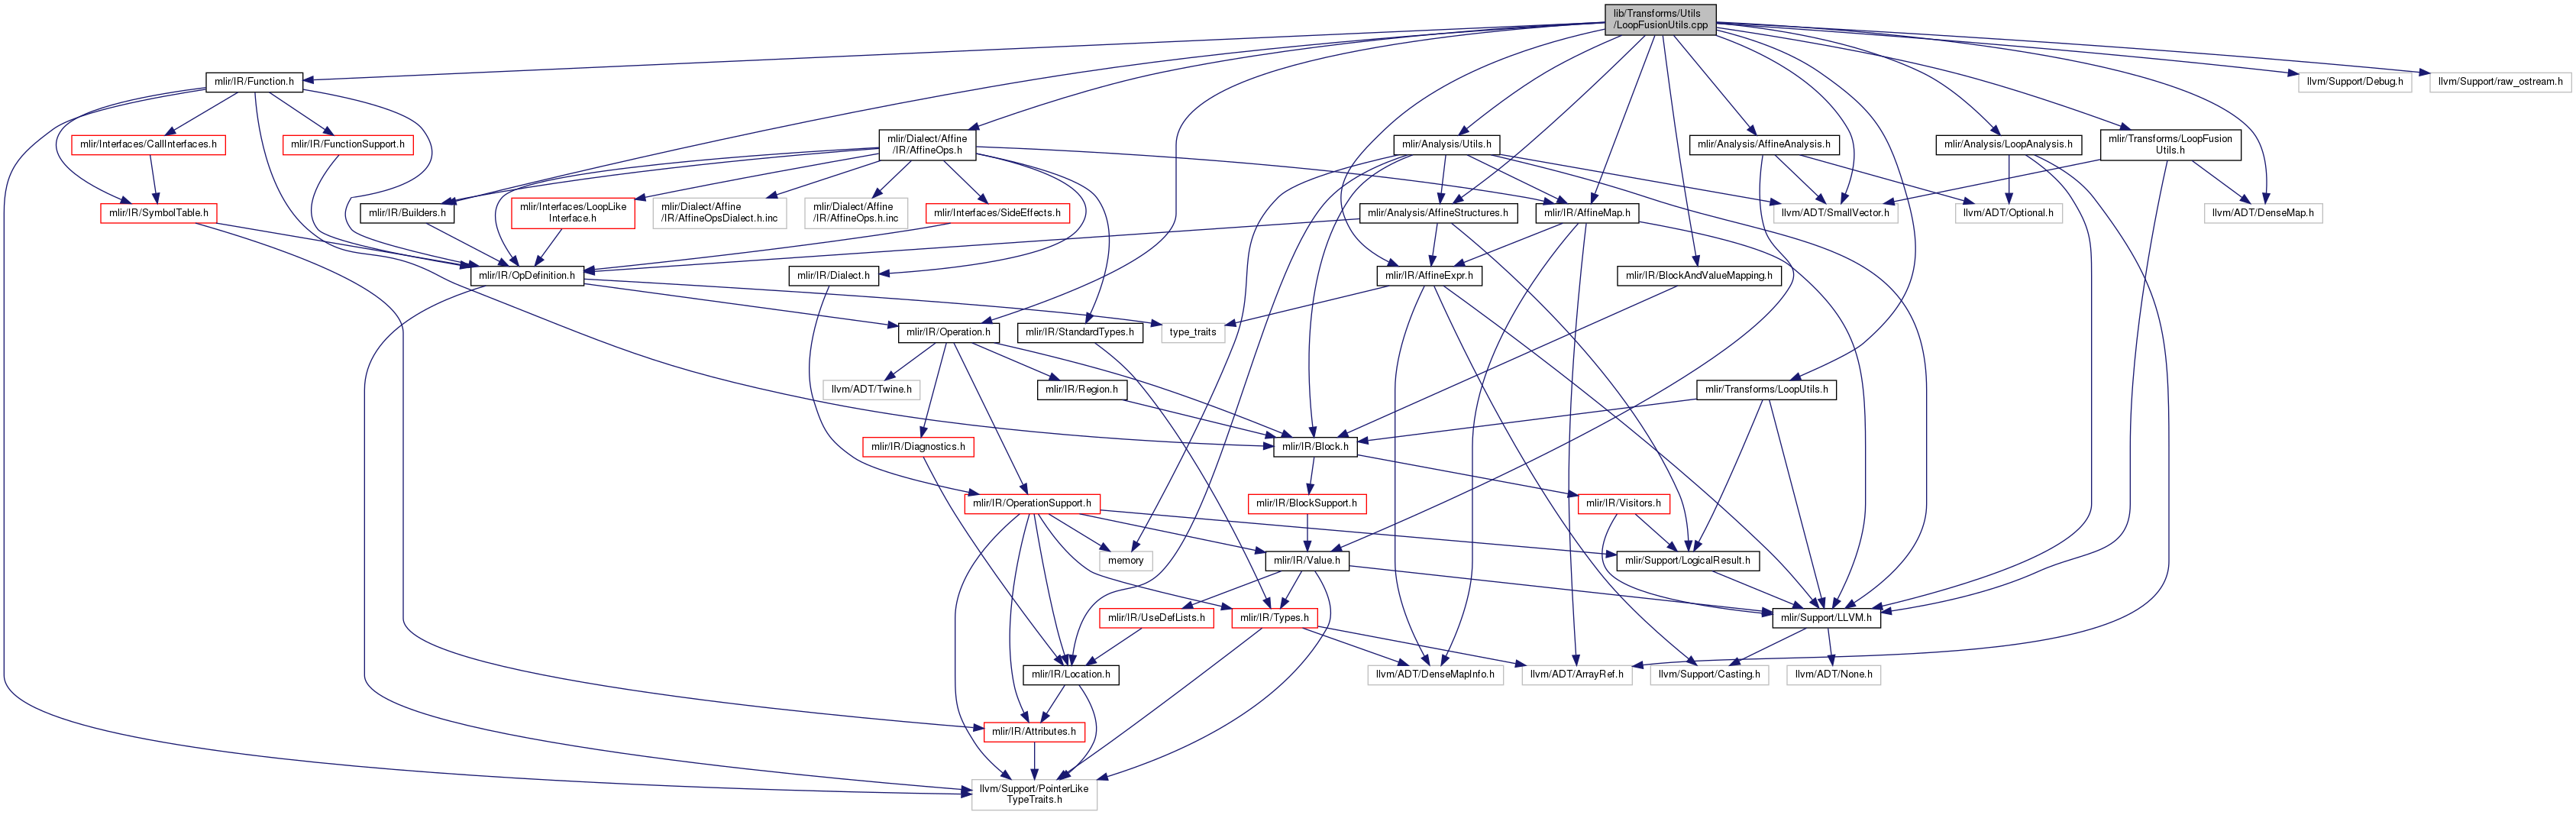 lib/Transforms/Utils
/LoopFusionUtils.cpp
mlir/IR/Function.h
llvm/Support/Debug.h
llvm/Support/raw_ostream.h
mlir/Interfaces/CallInterfaces.h
mlir/IR/FunctionSupport.h
mlir/Dialect/Affine
/IR/AffineOps.h
mlir/Analysis/Utils.h
mlir/Analysis/AffineAnalysis.h
mlir/Analysis/LoopAnalysis.h
mlir/Transforms/LoopFusion
Utils.h
mlir/IR/SymbolTable.h
mlir/IR/Builders.h
mlir/Interfaces/LoopLike
Interface.h
mlir/Dialect/Affine
/IR/AffineOpsDialect.h.inc
mlir/Dialect/Affine
/IR/AffineOps.h.inc
mlir/Interfaces/SideEffects.h
mlir/Analysis/AffineStructures.h
mlir/IR/AffineMap.h
llvm/ADT/SmallVector.h
llvm/ADT/Optional.h
llvm/ADT/DenseMap.h
mlir/IR/OpDefinition.h
mlir/IR/Dialect.h
mlir/IR/AffineExpr.h
mlir/IR/BlockAndValueMapping.h
mlir/IR/Operation.h
mlir/IR/StandardTypes.h
type_traits
llvm/ADT/Twine.h
mlir/IR/Region.h
mlir/Transforms/LoopUtils.h
mlir/IR/Diagnostics.h
mlir/IR/Block.h
mlir/IR/OperationSupport.h
mlir/IR/BlockSupport.h
mlir/IR/Visitors.h
memory
mlir/IR/Value.h
mlir/Support/LogicalResult.h
mlir/IR/UseDefLists.h
mlir/IR/Types.h
mlir/Support/LLVM.h
mlir/IR/Location.h
llvm/ADT/DenseMapInfo.h
llvm/ADT/ArrayRef.h
llvm/Support/Casting.h
llvm/ADT/None.h
mlir/IR/Attributes.h
llvm/Support/PointerLike
TypeTraits.h